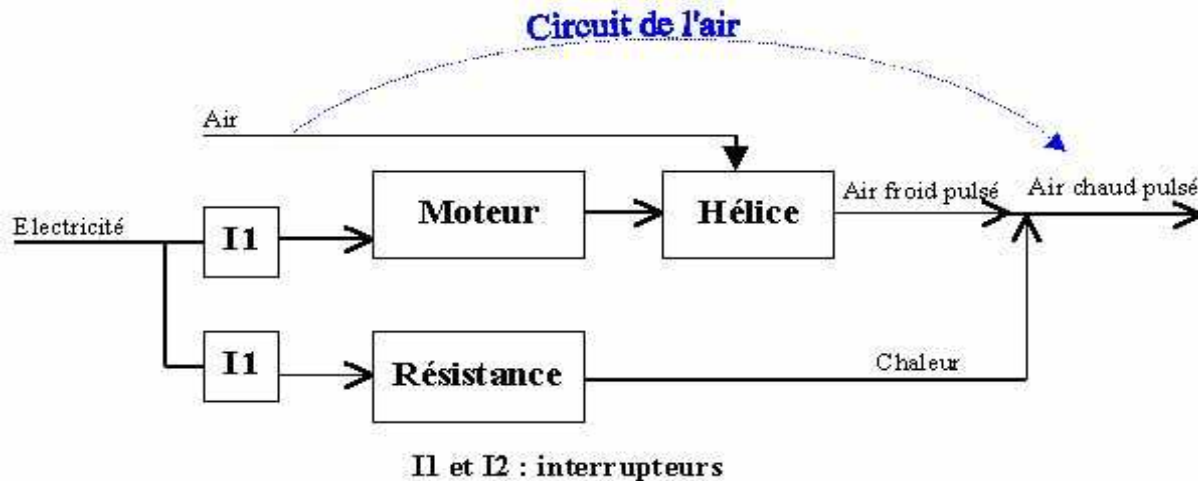 Circuit de l'air
Air
Moteur
Hélice
Air froid pulsé
Air chaud pulsé
Electricité
I1
I1
Résistance
Chaleur
I1 et I2 : interrupteurs